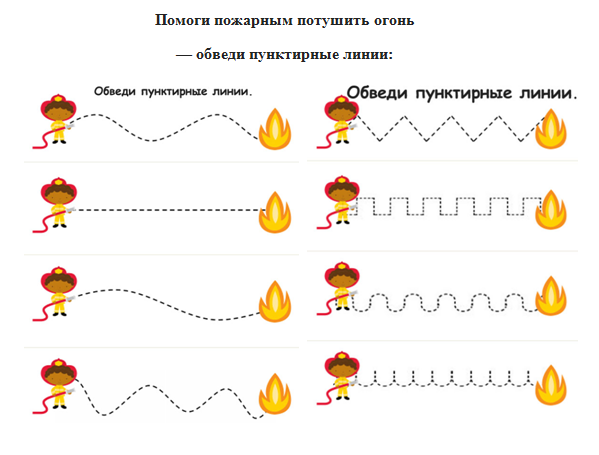 Помоги пожарным потушить огонь
— обведи пунктирные линии:
Обведи пунктирные линии.
Обведи пунктирные линии.